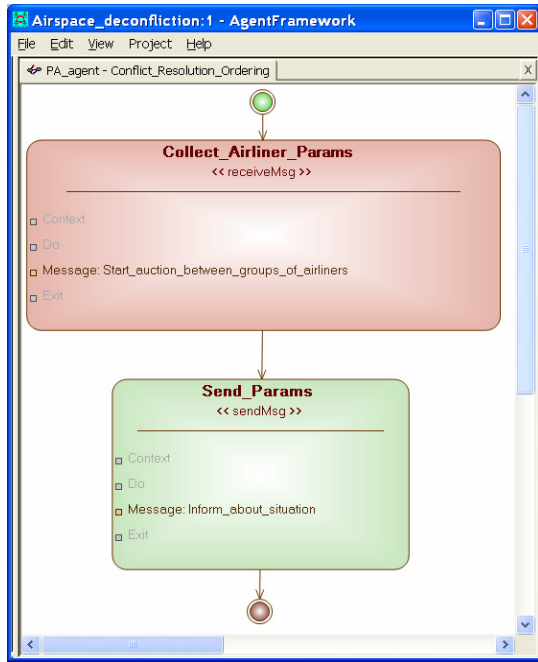 Airspace_deconfliction:1 - AgentFramework
File Edit View Project Help
PA_agent - Conflict_Resolution_Ordering X
Collect_Airliner_Params
<< receiveMsg >>
Context
Do
Message: Start_auction_between_groups_of_airliners
Exit
Send_Params
<< sendMsg >>
Context
Do
Message: Inform_about_situation
Exit